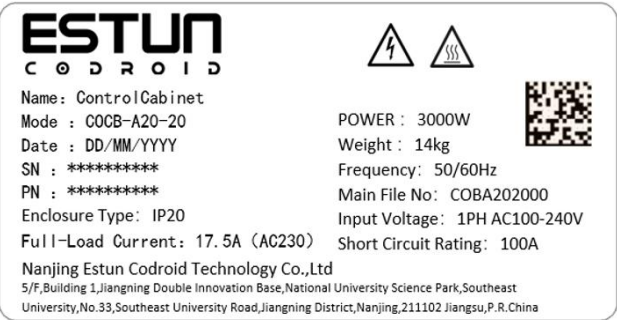 ESTUN
CODROID
Name: ControlCabinet
Mode : COCB-A20-20
Date : DD/MM/YYYY
SN : **********
PN : **********
Enclosure Type: IP20
Full-Load Current: 17.5A (AC230)
POWER : 3000W
Weight : 14kg
Frequency: 50/60Hz
Main File No: COBA202000
Input Voltage: 1PH AC100-240V
Short Circuit Rating: 100A
Nanjing Estun Codroid Technology Co.,Ltd
5/F,Building 1,Jiangning Double Innovation Base,National University Science Park,Southeast
University,No.33,Southeast University Road,Jiangning District,Nanjing,211102 Jiangsu,P.R.China